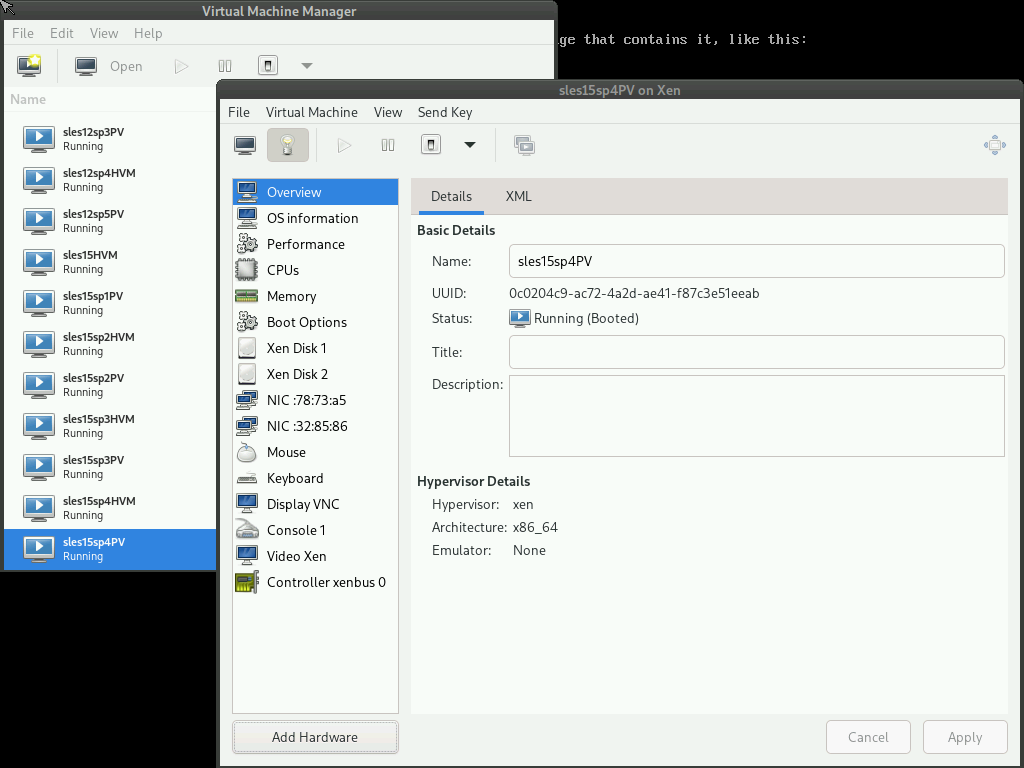 Virtual Machine Manager
File Edit View Help
ge that contains it, like this:
Open
Name
sles12sp3PV
Running
sles12sp4HVM
Running
sles12sp5PV
Running
sles15HVM
Running
sles15sp1PV
Running
sles15sp2HVM
Running
sles15sp2PV
Running
sles15sp3HVM
Running
sles15sp3PV
Running
sles15sp4HVM
Running
sles15sp4PV
Running
sles15sp4PV on Xen
File Virtual Machine View Send Key
Overview
OS information
Performance
CPUs
Memory
Boot Options
Xen Disk 1
Xen Disk 2
NIC :78:73:a5
NIC :32:85:86
Mouse
Keyboard
Display VNC
Console 1
Video Xen
Controller xenbus 0
Add Hardware
Details XML
Basic Details
Name: sles15sp4PV
UUID: 0c0204c9-ac72-4a2d-ae41-f87c3e51eeab
Status: Running (Booted)
Title:
Description:
Hypervisor Details
Hypervisor: xen
Architecture: x86_64
Emulator: None
Cancel Apply